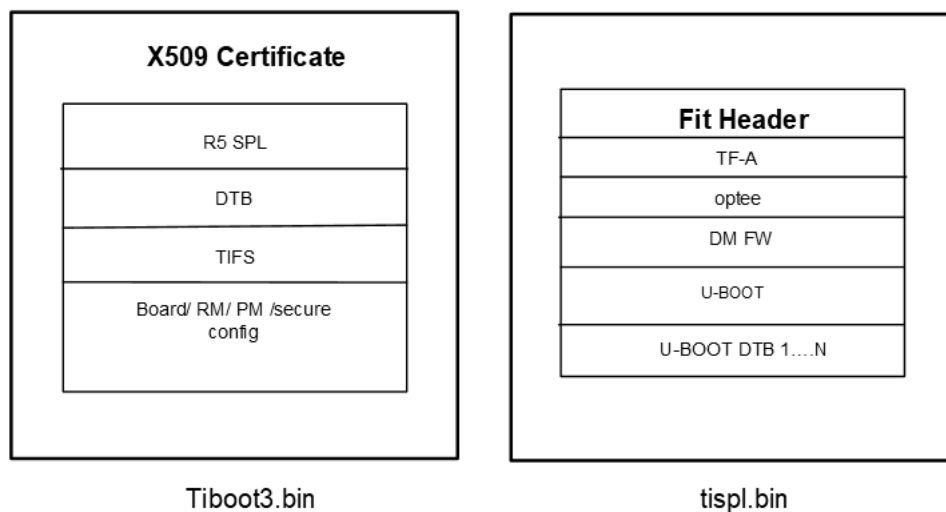 X509 Certificate
R5 SPL
DTB
TIFS
Board/ RM/ PM /secure
config
Tiboot3.bin
Fit Header
TF-A
optee
DM FW
U-BOOT
U-BOOT DTB 1....N
tispl.bin